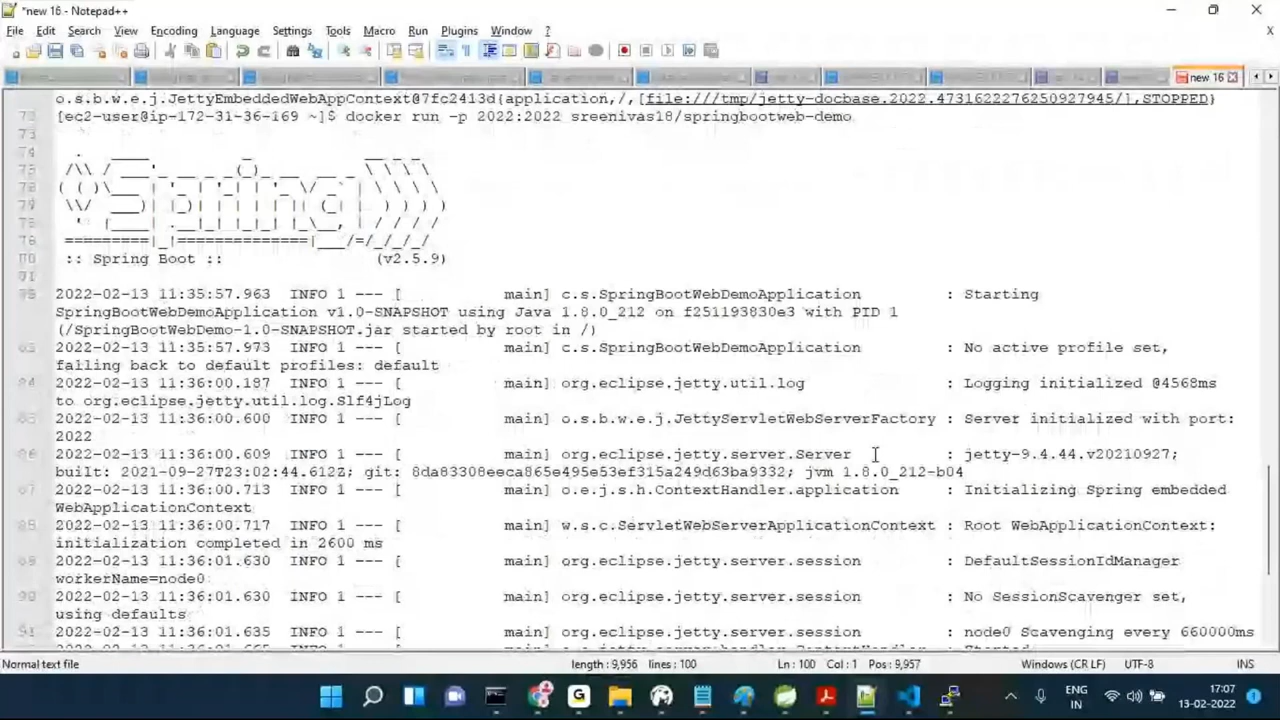 *new 16 - Notepad++
File Edit Search View Encoding Language Settings Tools Macro Run Plugins Window ? X
new 16
o.s.b.w.e.j.JettyEmbeddedWebAppContext@7fc2413d{application,/,[file:///tmp/jetty-docbase.2022.4731622276250927945/],STOPPED}
[ec2-user@ip-172-31-36-169 ~]$ docker run -p 2022:2022 sreenivas18/springbootweb-demo
:: Spring Boot :: (v2.5.9)
2022-02-13 11:35:57.963 INFO 1 --- [ main] c.s.SpringBootWebDemoApplication : Starting
SpringBootWebDemoApplication v1.0-SNAPSHOT using Java 1.8.0_212 on f251193830e3 with PID 1
(/SpringBootWebDemo-1.0-SNAPSHOT.jar started by root in /)
2022-02-13 11:35:57.973 INFO 1 --- [ main] c.s.SpringBootWebDemoApplication : No active profile set,
falling back to default profiles: default
2022-02-13 11:36:00.187 INFO 1 --- [ main] org.eclipse.jetty.util.log : Logging initialized @4568ms
to org.eclipse.jetty.util.log.Slf4jLog
2022-02-13 11:36:00.600 INFO 1 --- [ main] o.s.b.w.e.j.JettyServletWebServerFactory : Server initialized with port:
2022
2022-02-13 11:36:00.609 INFO 1 --- [ main] org.eclipse.jetty.server.Server : jetty-9.4.44.v20210927;
built: 2021-09-27T23:02:44.612Z; git: 8da83308eeca865e495e53ef315a249d63ba9332; jvm 1.8.0_212-b04
2022-02-13 11:36:00.713 INFO 1 --- [ main] o.e.j.s.h.ContextHandler.application : Initializing Spring embedded
WebApplicationContext
2022-02-13 11:36:00.717 INFO 1 --- [ main] w.s.c.ServletWebServerApplicationContext : Root WebApplicationContext:
initialization completed in 2600 ms
2022-02-13 11:36:01.630 INFO 1 --- [ main] org.eclipse.jetty.server.session : DefaultSessionIdManager
workerName=node0
2022-02-13 11:36:01.630 INFO 1 --- [ main] org.eclipse.jetty.server.session : No SessionScavenger set,
using defaults
2022-02-13 11:36:01.635 INFO 1 --- [ main] org.eclipse.jetty.server.session : node0 Scavenging every 660000ms
Normal text file length : 9,956 lines : 100 Ln : 100 Col : 1 Pos : 9,957 Windows (CR LF) UTF-8 INS
ENG 17:07
IN 13-02-2022